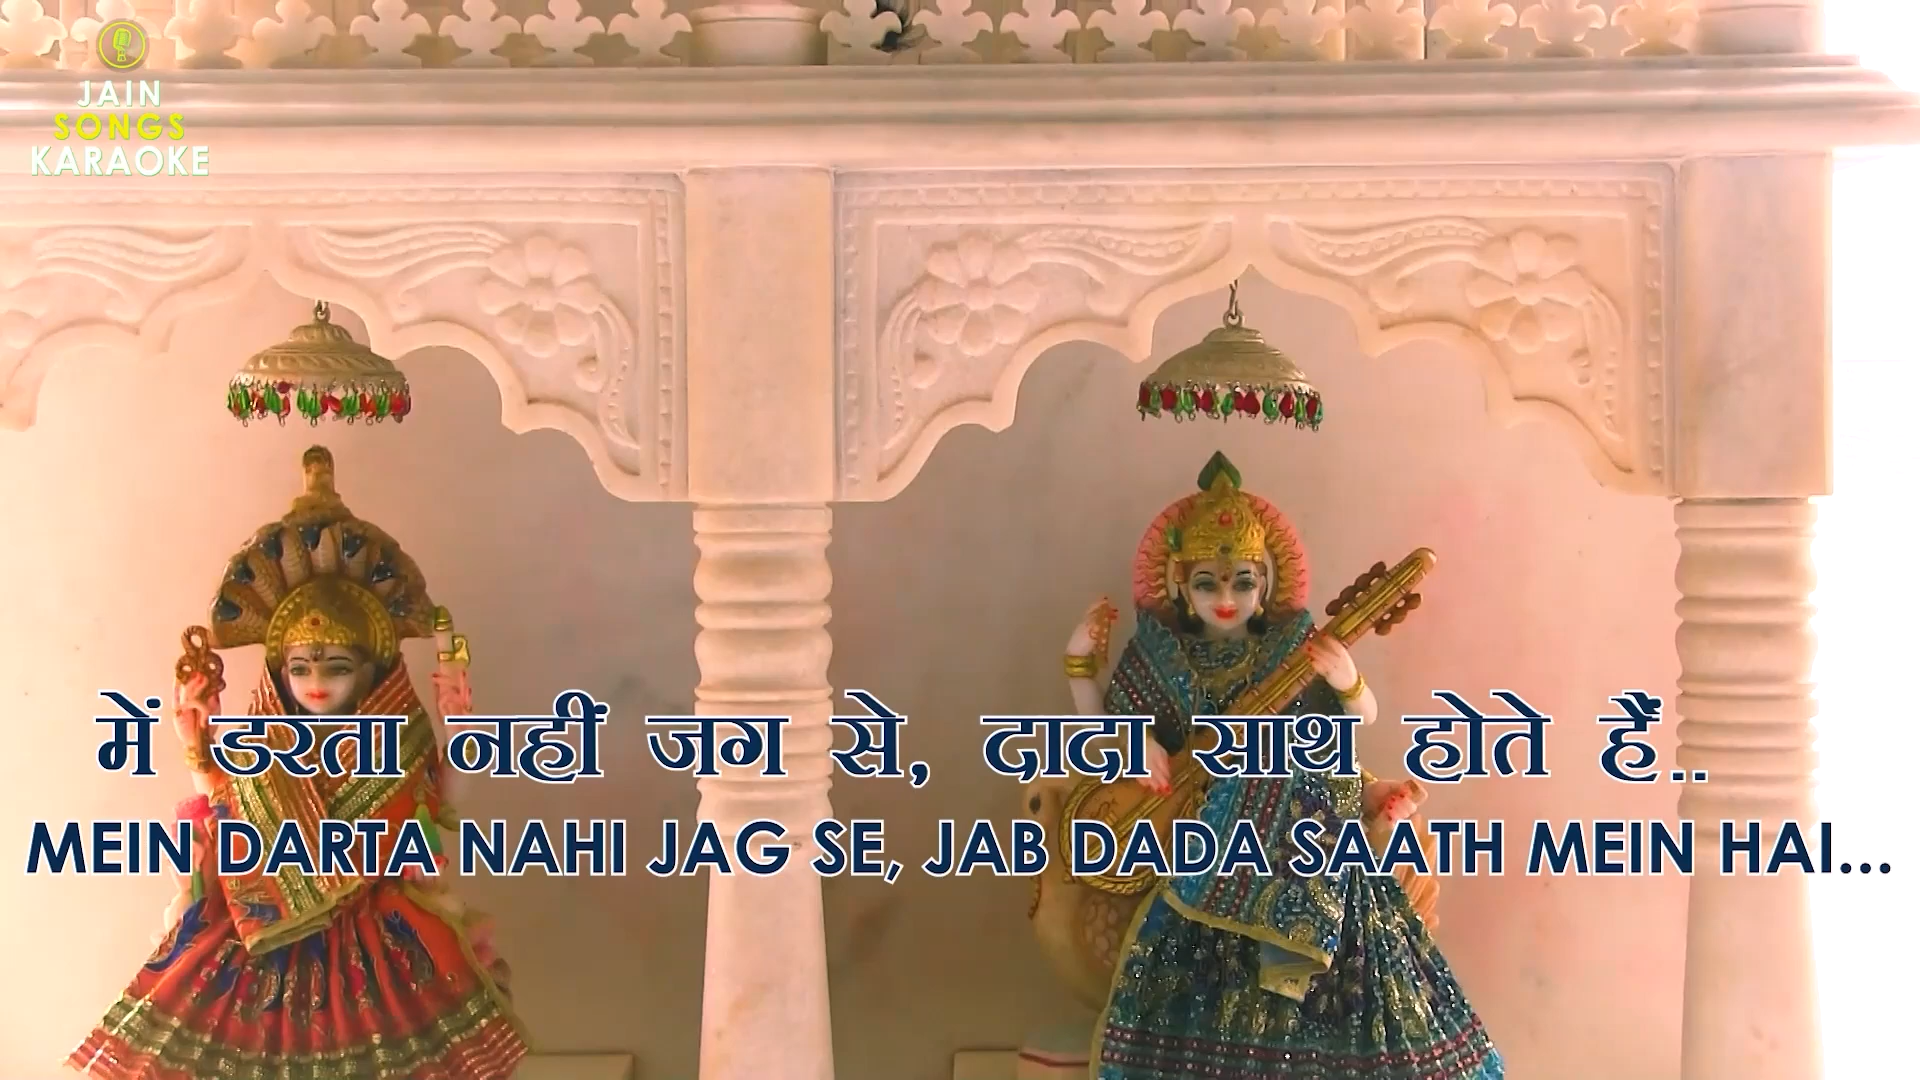 JAIN
SONGS
KARAOKE
में डरता नहीं जग से, दादा साथ होते हैं..
MEIN DARTA NAHI JAG SE, JAB DADA SAATH MEIN HAI...